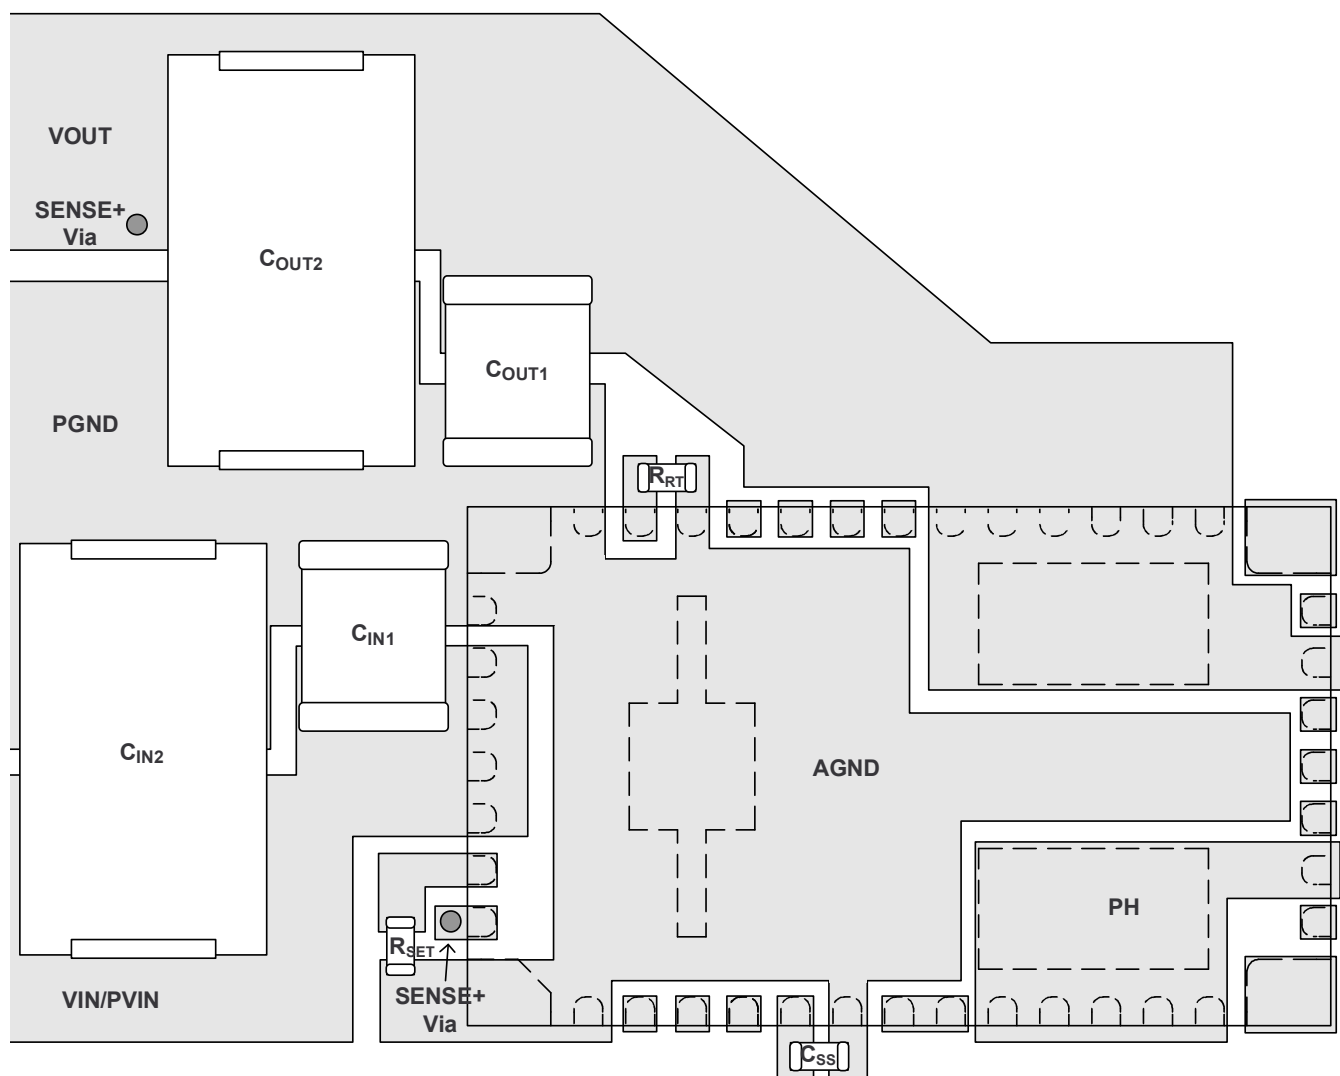 VOUT
SENSE+
Via
COUT2
COUT1
PGND
RRT
CIN1
CIN2
AGND
PH
RSET
VIN/PVIN
SENSE+
Via
CSS